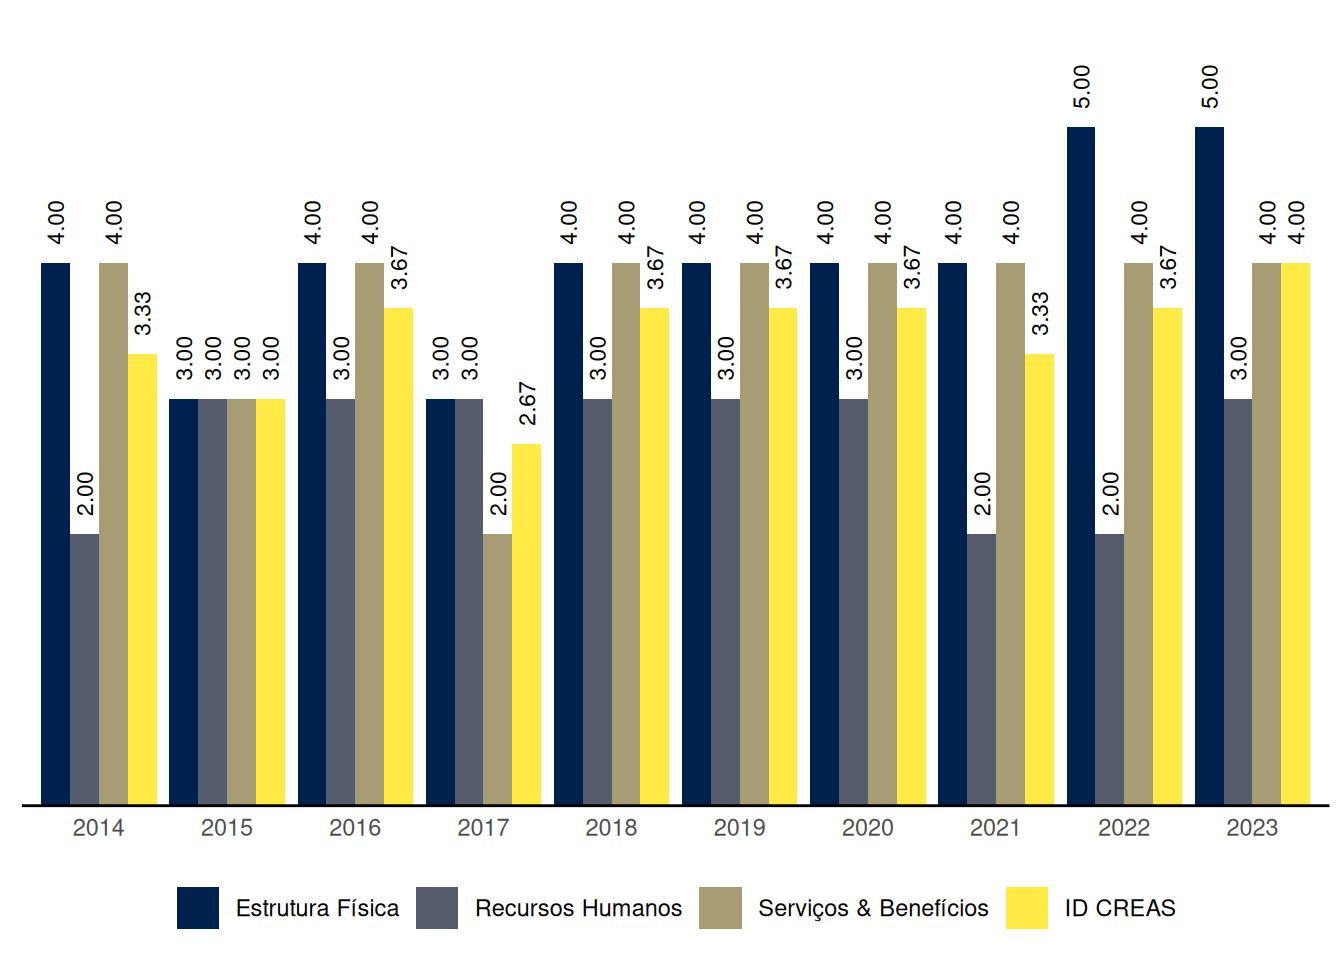 5.00 5.00
4.00 4.00 4.00 4.00 4.00 4.00 4.00 4.00 4.00 4.00 4.00 4.00 4.00 4.00 4.00
3.67 3.67 3.67 3.67 3.67
3.33 3.33
3.00 3.00 3.00 3.00 3.00 3.00 3.00 3.00 3.00 3.00 3.00
2.67
2.00 2.00 2.00 2.00
2014 2015 2016 2017 2018 2019 2020 2021 2022 2023
Estrutura Física Recursos Humanos Serviços & Benefícios ID CREAS